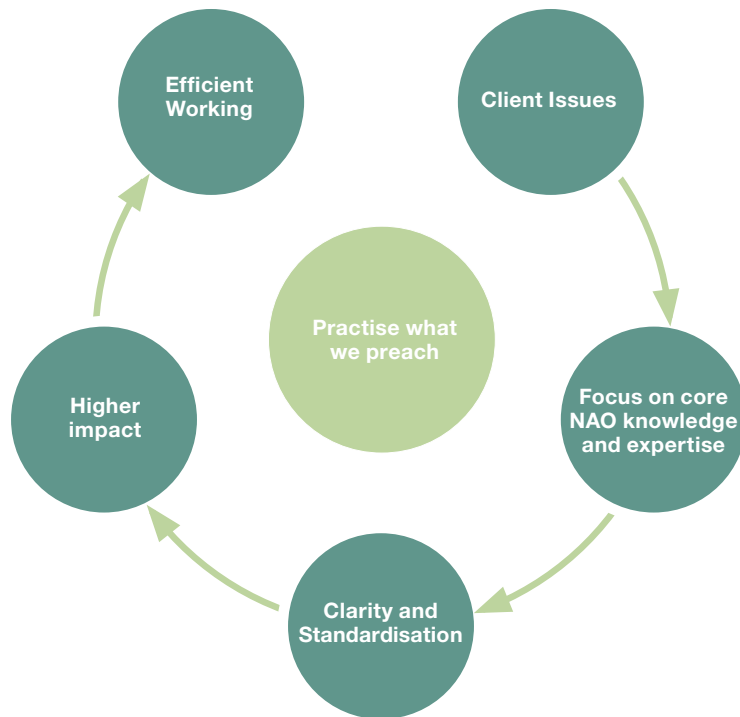 Efficient
Working
Client Issues
Practise what
we preach
Higher
impact
Focus on core
NAO knowledge
and expertise
Clarity and
Standardisation